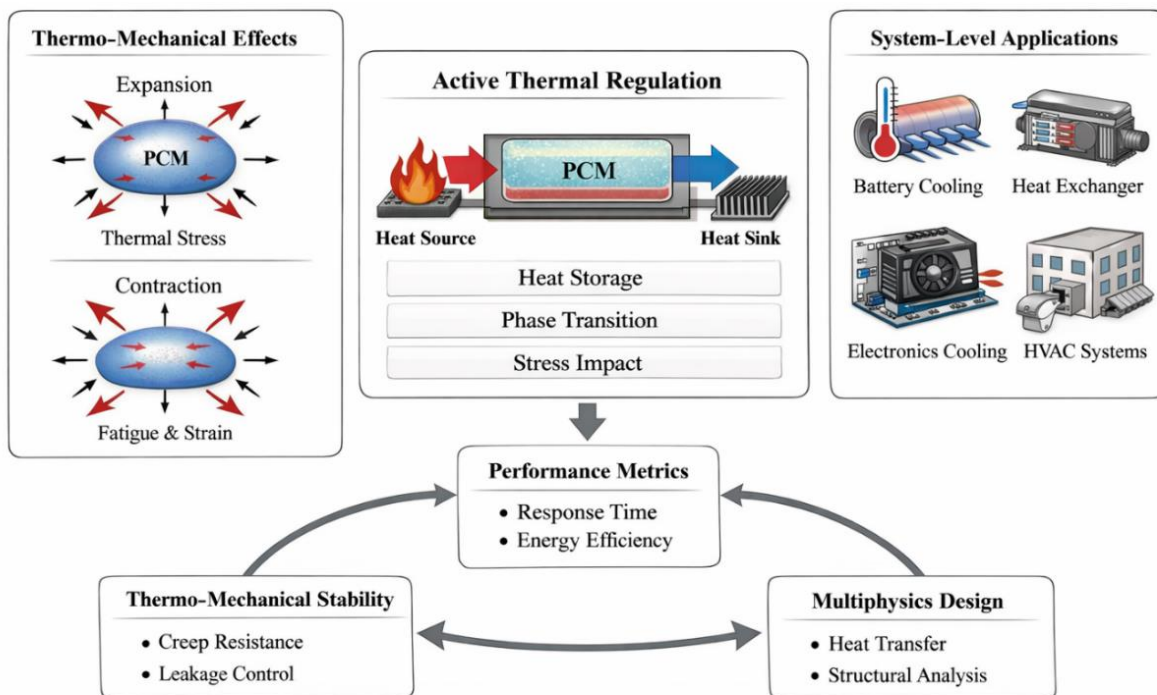 Thermo-Mechanical Effects
Expansion
PCM
Thermal Stress
Contraction
Fatigue & Strain
Active Thermal Regulation
PCM
Heat Source
Heat Sink
Heat Storage
Phase Transition
Stress Impact
System-Level Applications
Battery Cooling
Heat Exchanger
Electronics Cooling
HVAC Systems
Performance Metrics
• Response Time
• Energy Efficiency
Thermo-Mechanical Stability
• Creep Resistance
• Leakage Control
Multiphysics Design
• Heat Transfer
• Structural Analysis